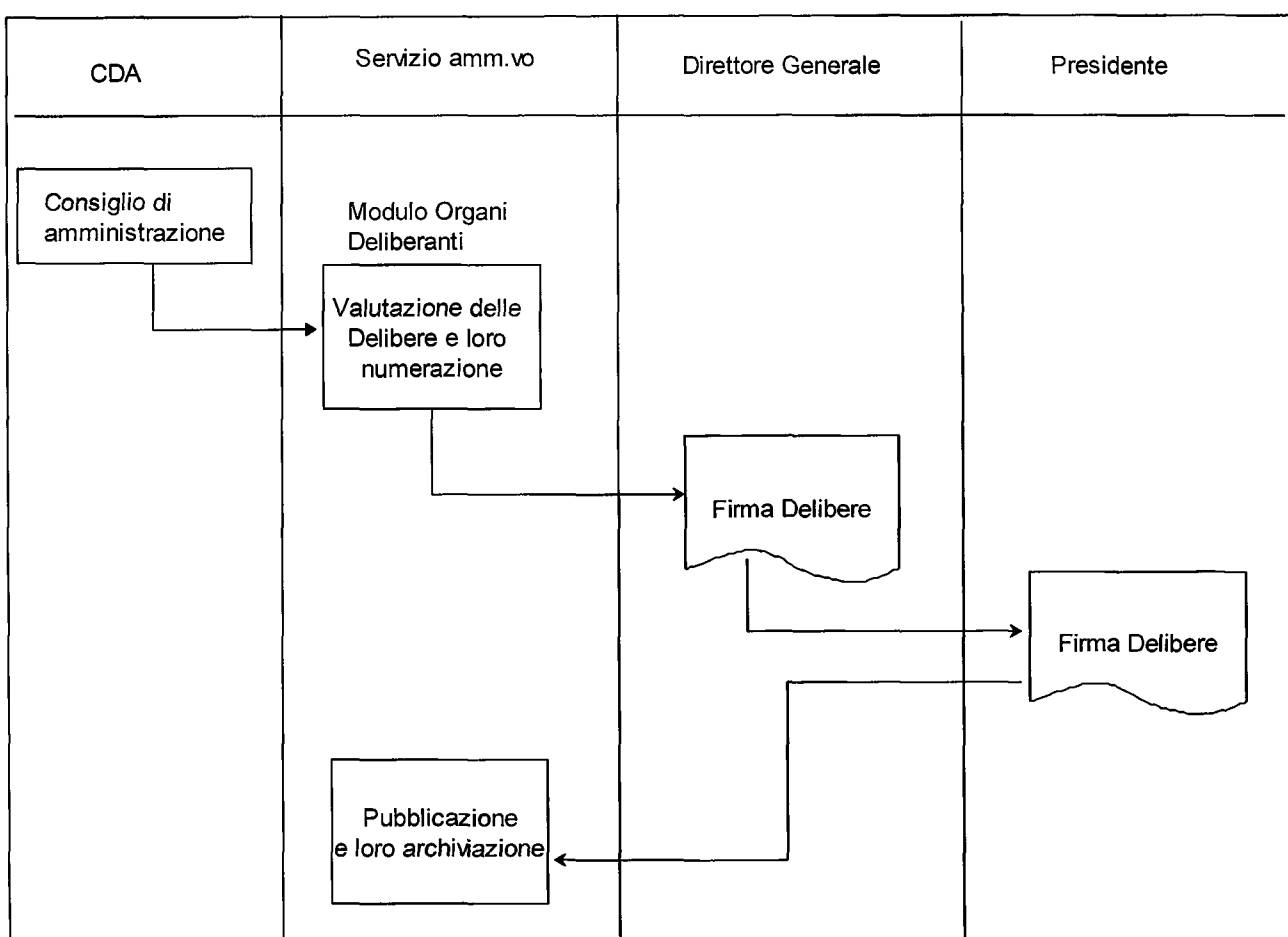 CDA
Servizio amm.vo
Direttore Generale
Presidente
Consiglio di
amministrazione
Modulo Organi
Deliberanti
Valutazione delle
Delibere e loro
numerazione
Firma Delibere
Firma Delibere
Pubblicazione
e loro archiviazione